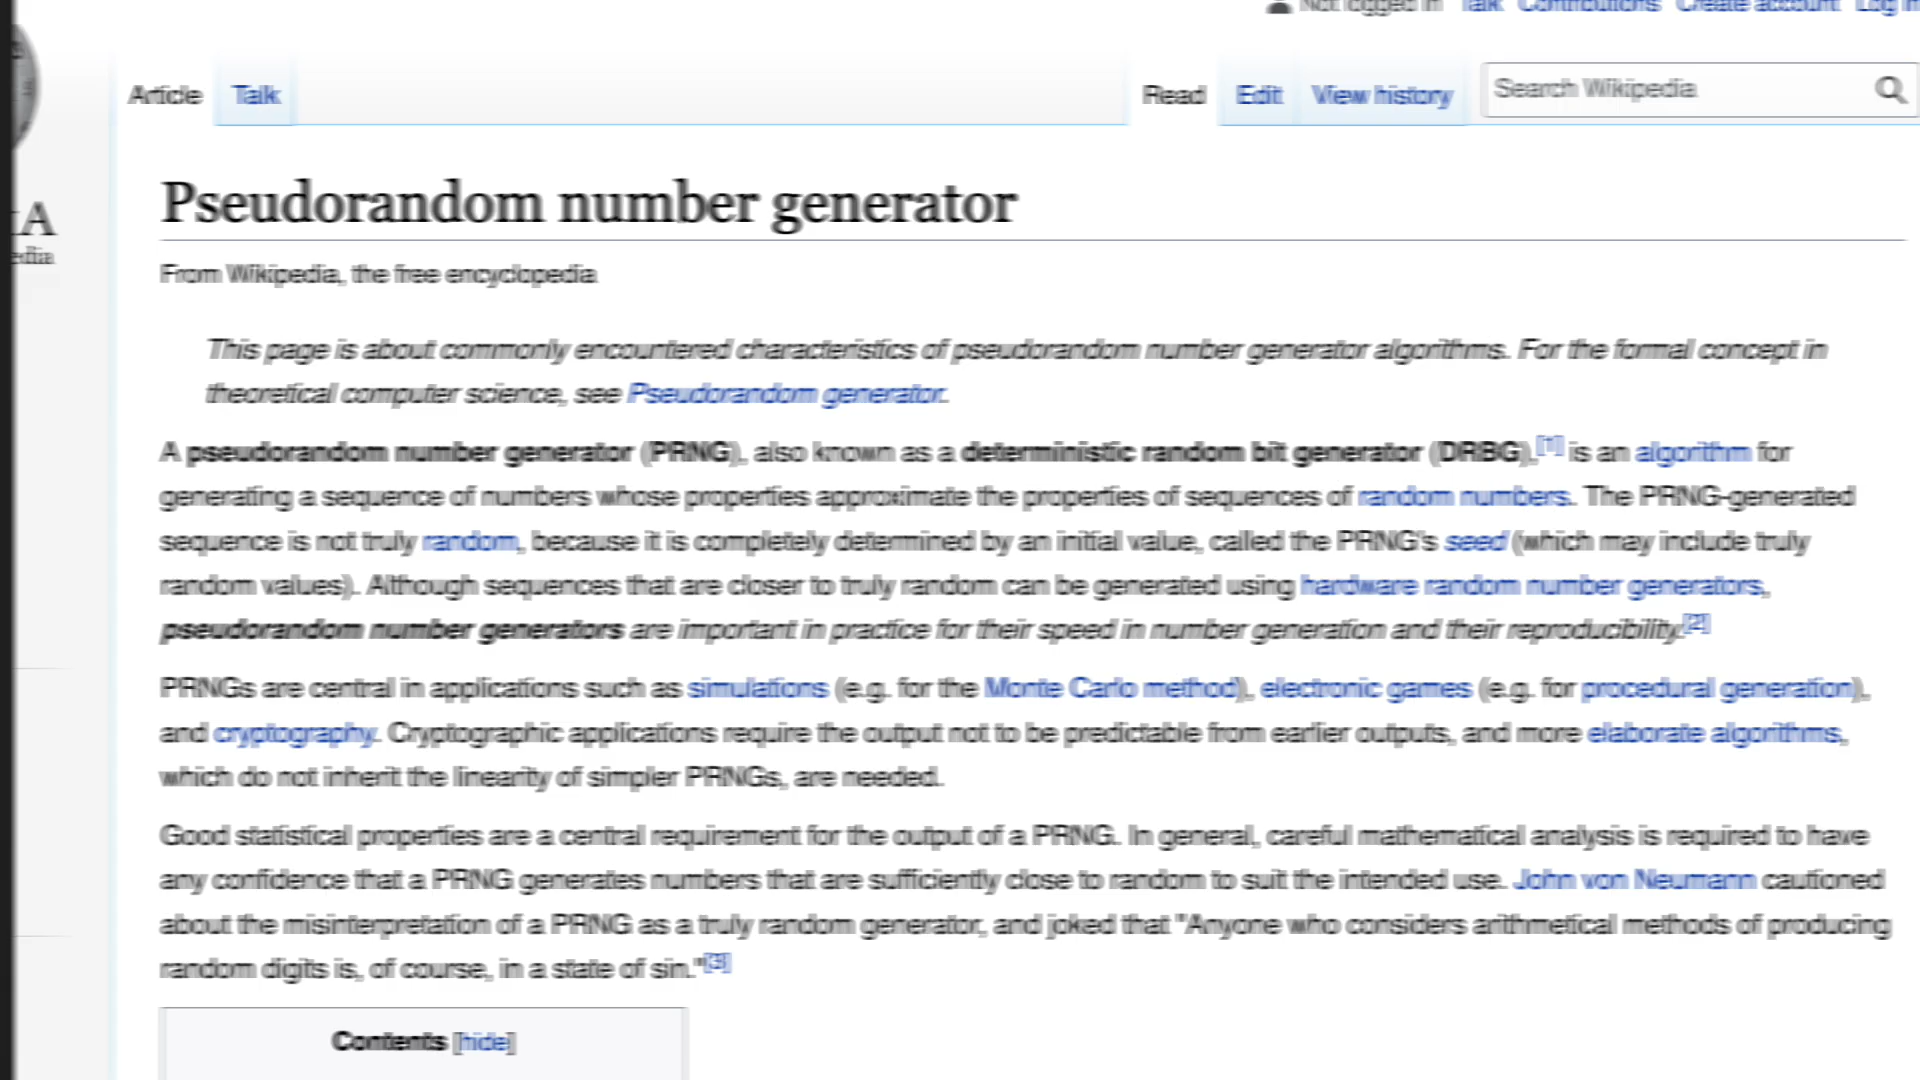 Not logged in Talk Contributions Create account Log in
Article Talk Read Edit View history Search Wikipedia
Pseudorandom number generator
From Wikipedia, the free encyclopedia
This page is about commonly encountered characteristics of pseudorandom number generator algorithms. For the formal concept in
theoretical computer science, see Pseudorandom generator.
A pseudorandom number generator (PRNG), also known as a deterministic random bit generator (DRBG),[1] is an algorithm for
generating a sequence of numbers whose properties approximate the properties of sequences of random numbers. The PRNG-generated
sequence is not truly random, because it is completely determined by an initial value, called the PRNG's seed (which may include truly
random values). Although sequences that are closer to truly random can be generated using hardware random number generators,
pseudorandom number generators are important in practice for their speed in number generation and their reproducibility.[2]
PRNGs are central in applications such as simulations (e.g. for the Monte Carlo method), electronic games (e.g. for procedural generation),
and cryptography. Cryptographic applications require the output not to be predictable from earlier outputs, and more elaborate algorithms,
which do not inherit the linearity of simpler PRNGs, are needed.
Good statistical properties are a central requirement for the output of a PRNG. In general, careful mathematical analysis is required to have
any confidence that a PRNG generates numbers that are sufficiently close to random to suit the intended use. John von Neumann cautioned
about the misinterpretation of a PRNG as a truly random generator, and joked that "Anyone who considers arithmetical methods of producing
random digits is, of course, in a state of sin."[3]
Contents [hide]